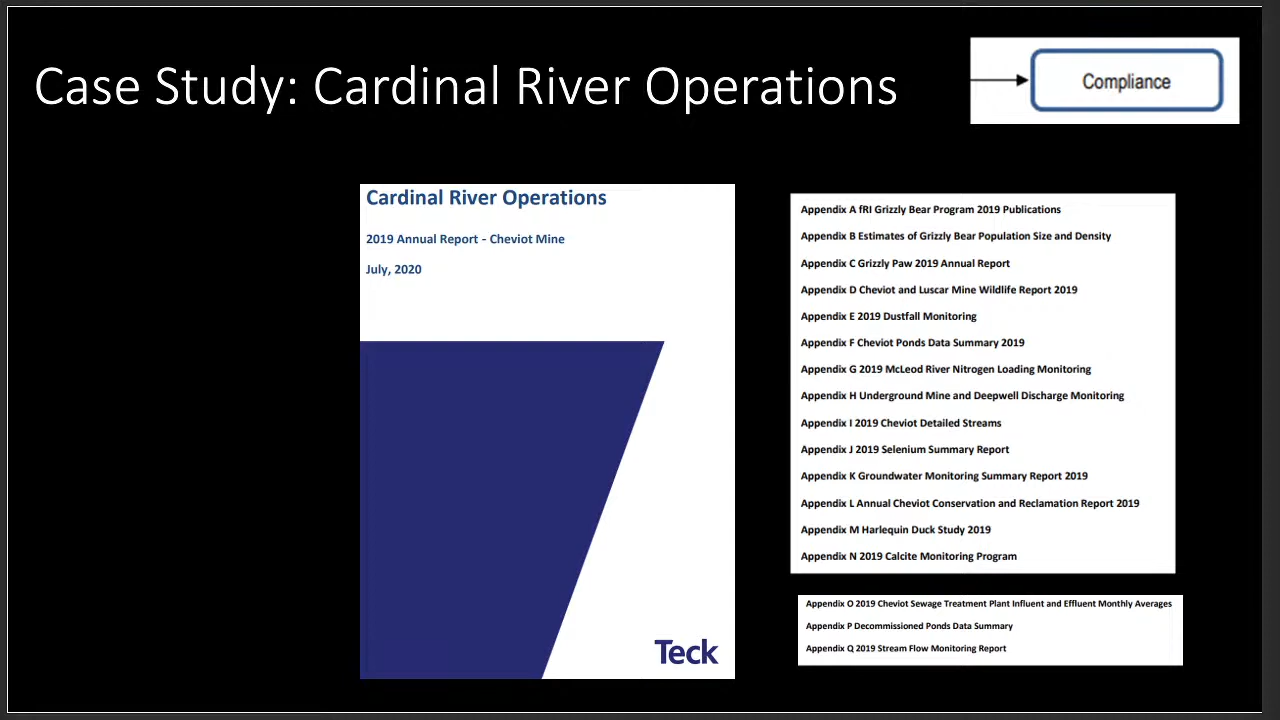 Case Study: Cardinal River Operations
Compliance
Cardinal River Operations
2019 Annual Report - Cheviot Mine
July, 2020
Teck
Appendix A fRI Grizzly Bear Program 2019 Publications
Appendix B Estimates of Grizzly Bear Population Size and Density
Appendix C Grizzly Paw 2019 Annual Report
Appendix D Cheviot and Luscar Mine Wildlife Report 2019
Appendix E 2019 Dustfall Monitoring
Appendix F Cheviot Ponds Data Summary 2019
Appendix G 2019 McLeod River Nitrogen Loading Monitoring
Appendix H Underground Mine and Deepwell Discharge Monitoring
Appendix I 2019 Cheviot Detailed Streams
Appendix J 2019 Selenium Summary Report
Appendix K Groundwater Monitoring Summary Report 2019
Appendix L Annual Cheviot Conservation and Reclamation Report 2019
Appendix M Harlequin Duck Study 2019
Appendix N 2019 Calcite Monitoring Program
Appendix O 2019 Cheviot Sewage Treatment Plant Influent and Effluent Monthly Averages
Appendix P Decommissioned Ponds Data Summary
Appendix Q 2019 Stream Flow Monitoring Report